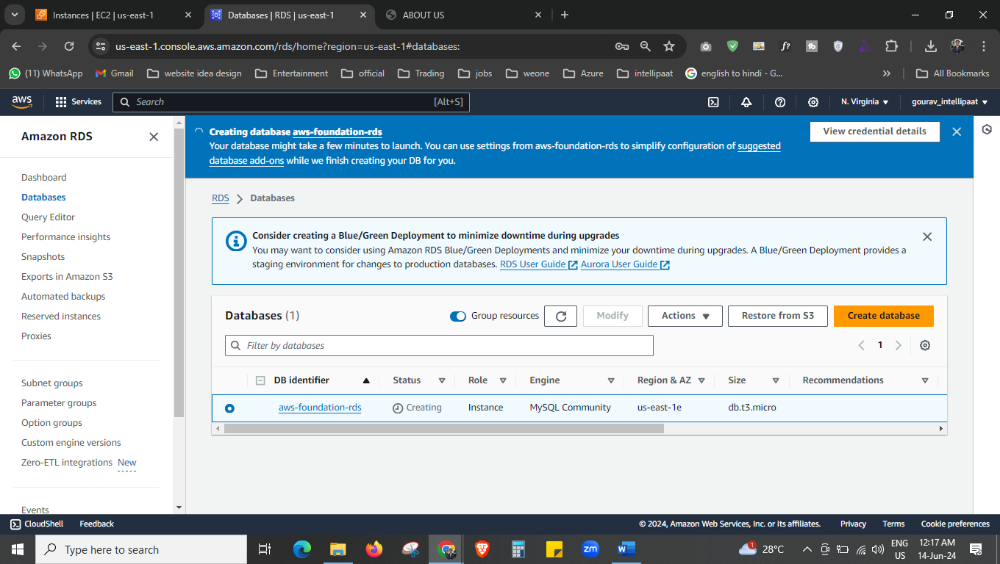 Instances | EC2 | us-east-1
Databases | RDS | us-east-1
ABOUT US
us-east-1.console.aws.amazon.com/rds/home?region=us-east-1#databases:
f?
tb
(11) WhatsApp
Gmail
website idea design
Entertainment
official
Trading
jobs
weone
Azure
intellipaat
english to hindi - G...
All Bookmarks
aws
Services
Search
[Alt+S]
N. Virginia
gourav_intellipaat
Amazon RDS
Dashboard
Databases
Query Editor
Performance insights
Snapshots
Exports in Amazon S3
Automated backups
Reserved instances
Proxies
Subnet groups
Parameter groups
Option groups
Custom engine versions
Zero-ETL integrations New
Events
Creating database aws-foundation-rds
Your database might take a few minutes to launch. You can use settings from aws-foundation-rds to simplify configuration of suggested
database add-ons while we finish creating your DB for you.
View credential details
RDS
Databases
Consider creating a Blue/Green Deployment to minimize downtime during upgrades
You may want to consider using Amazon RDS Blue/Green Deployments and minimize your downtime during upgrades. A Blue/Green Deployment provides a
staging environment for changes to production databases. RDS User Guide Aurora User Guide
Databases (1)
Group resources
Modify
Actions
Restore from S3
Create database
Filter by databases
1
DB identifier
Status
Role
Engine
Region & AZ
Size
Recommendations
aws-foundation-rds
Creating
Instance
MySQL Community
us-east-1e
db.t3.micro
CloudShell
Feedback
© 2024, Amazon Web Services, Inc. or its affiliates.
Privacy
Terms
Cookie preferences
Type here to search
zm
W
1
28°C
ENG
US
12:17 AM
14-Jun-24